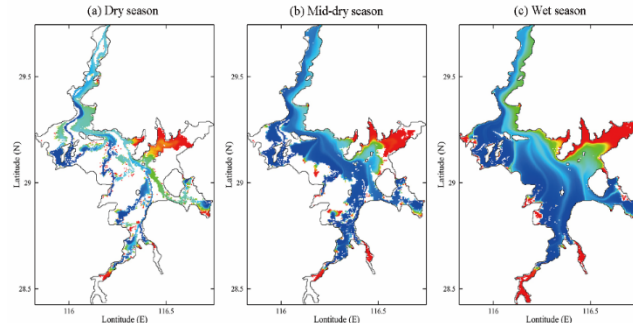 (a) Dry season
(b) Mid-dry season
(c) Wet season
Latitude (N)
29.5
29
28.5
116
116.5
Lontitude (E)
Latitude (N)
29.5
29
28.5
116
116.5
Lontitude (E)
Latitude (N)
29.5
29
28.5
116
116.5
Lontitude (E)